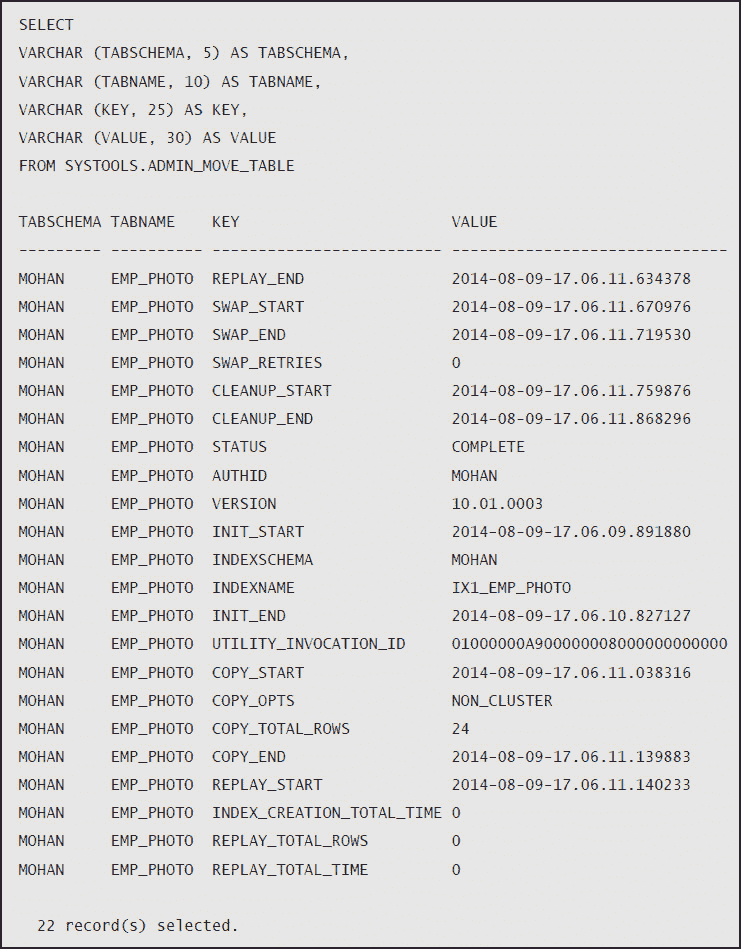 SELECT
VARCHAR (TABSCHEMA, 5) AS TABSCHEMA,
VARCHAR (TABNAME, 10) AS TABNAME,
VARCHAR (KEY, 25) AS KEY,
VARCHAR (VALUE, 30) AS VALUE
FROM SYSTOOLS.ADMIN_MOVE_TABLE
TABSCHEMA TABNAME    KEY                       VALUE
--------- ---------- ------------------------- ------------------------------
MOHAN     EMP_PHOTO  REPLAY_END                2014-08-09-17.06.11.634378
MOHAN     EMP_PHOTO  SWAP_START                2014-08-09-17.06.11.670976
MOHAN     EMP_PHOTO  SWAP_END                  2014-08-09-17.06.11.719530
MOHAN     EMP_PHOTO  SWAP_RETRIES              0
MOHAN     EMP_PHOTO  CLEANUP_START             2014-08-09-17.06.11.759876
MOHAN     EMP_PHOTO  CLEANUP_END               2014-08-09-17.06.11.868296
MOHAN     EMP_PHOTO  STATUS                    COMPLETE
MOHAN     EMP_PHOTO  AUTHID                    MOHAN
MOHAN     EMP_PHOTO  VERSION                   10.01.0003
MOHAN     EMP_PHOTO  INIT_START                2014-08-09-17.06.09.891880
MOHAN     EMP_PHOTO  INDEXSCHEMA               MOHAN
MOHAN     EMP_PHOTO  INDEXNAME                 IX1_EMP_PHOTO
MOHAN     EMP_PHOTO  INIT_END                  2014-08-09-17.06.10.827127
MOHAN     EMP_PHOTO  UTILITY_INVOCATION_ID     01000000A900000008000000000000
MOHAN     EMP_PHOTO  COPY_START                2014-08-09-17.06.11.038316
MOHAN     EMP_PHOTO  COPY_OPTS                 NON_CLUSTER
MOHAN     EMP_PHOTO  COPY_TOTAL_ROWS           24
MOHAN     EMP_PHOTO  COPY_END                  2014-08-09-17.06.11.139883
MOHAN     EMP_PHOTO  REPLAY_START              2014-08-09-17.06.11.140233
MOHAN     EMP_PHOTO  INDEX_CREATION_TOTAL_TIME 0
MOHAN     EMP_PHOTO  REPLAY_TOTAL_ROWS         0
MOHAN     EMP_PHOTO  REPLAY_TOTAL_TIME         0
22 record(s) selected.